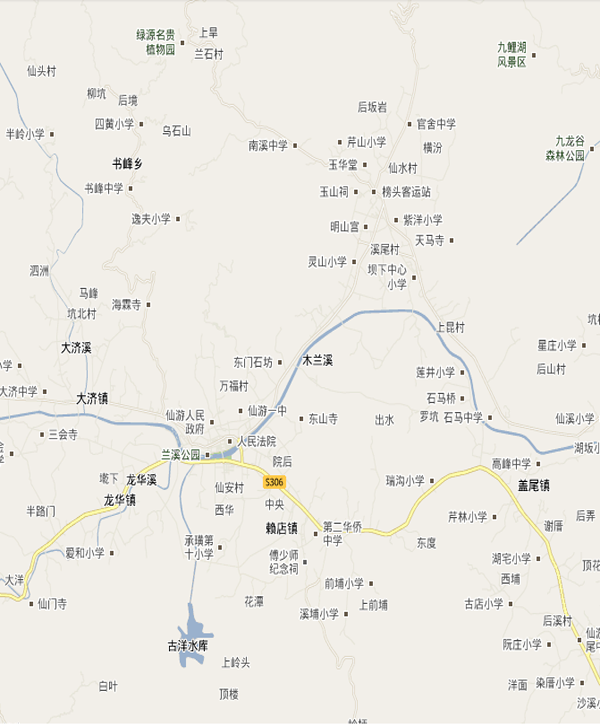 绿源名贵
植物园
上旱
兰石村
九鲤湖
风景区
仙头村
柳坑
后境
后坂岩
四黄小学
乌石山
官舍中学
半岭小学
南溪中学
芹山小学
横汾
九龙谷
森林公园
书峰乡
玉华堂
仙水村
书峰中学
玉山祠
榜头客运站
逸夫小学
明山宫
紫洋小学
天马寺
溪尾村
泗洲
灵山小学
坝下中心
小学
马峰
海霖寺
坑北村
上昆村
大济溪
星庄小学
小学
东门石坊
木兰溪
后山村
莲井小学
大济中学
万福村
大济镇
石马桥
仙游人民
政府
仙游一中
东山寺
出水
罗坊
石马中学
仙溪小学
三会寺
人民法院
兰溪公园
院后
高峰中学
墘下
龙华溪
仙安村
S306
瑞沟小学
盖尾镇
龙华镇
半路门
西华
中央
芹林小学
后弄
赖店镇
第二华侨
中学
谢厝
承璜第
十小学
东度
爱和小学
傅少师
纪念祠
湖宅小学
大洋
西埔
前埔小学
仙门寺
花潭
上前埔
古店小学
溪埔小学
后溪村
古洋水库
阮庄小学
上岭头
白叶
顶楼
洋面
染厝小学
沙溪小